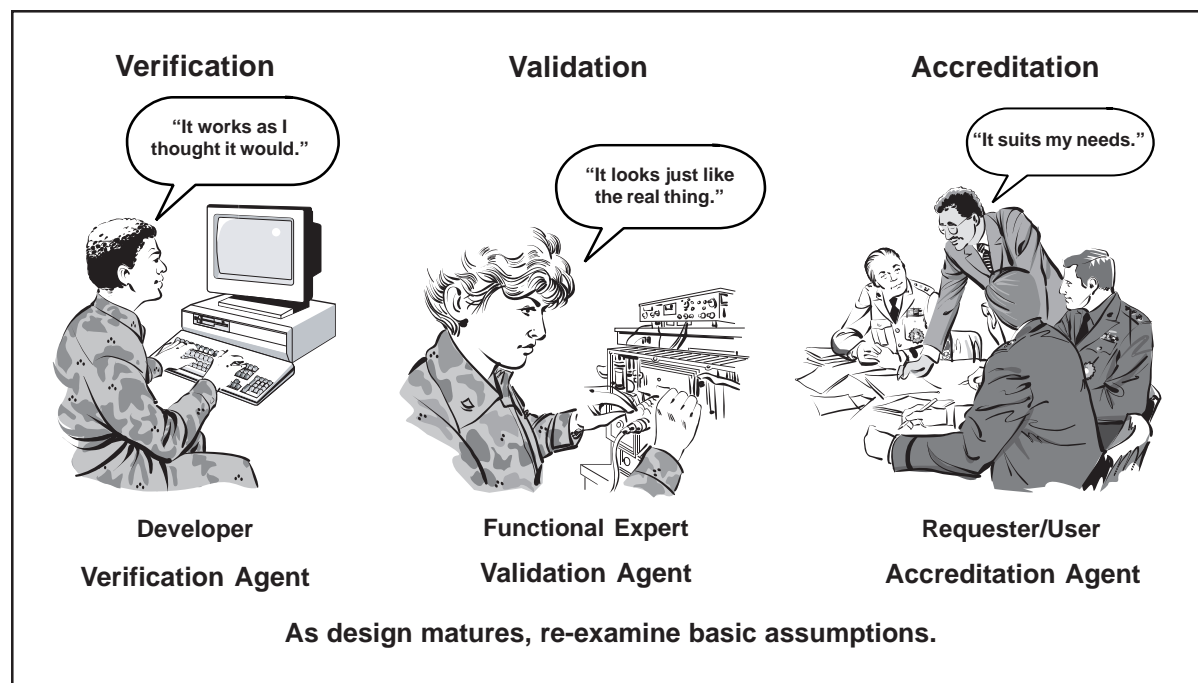 Verification
“It works as I
thought it would.”
Developer
Verification Agent
Validation
“It looks just like
the real thing.”
Functional Expert
Validation Agent
Accreditation
“It suits my needs.”
Requester/User
Accreditation Agent
As design matures, re-examine basic assumptions.